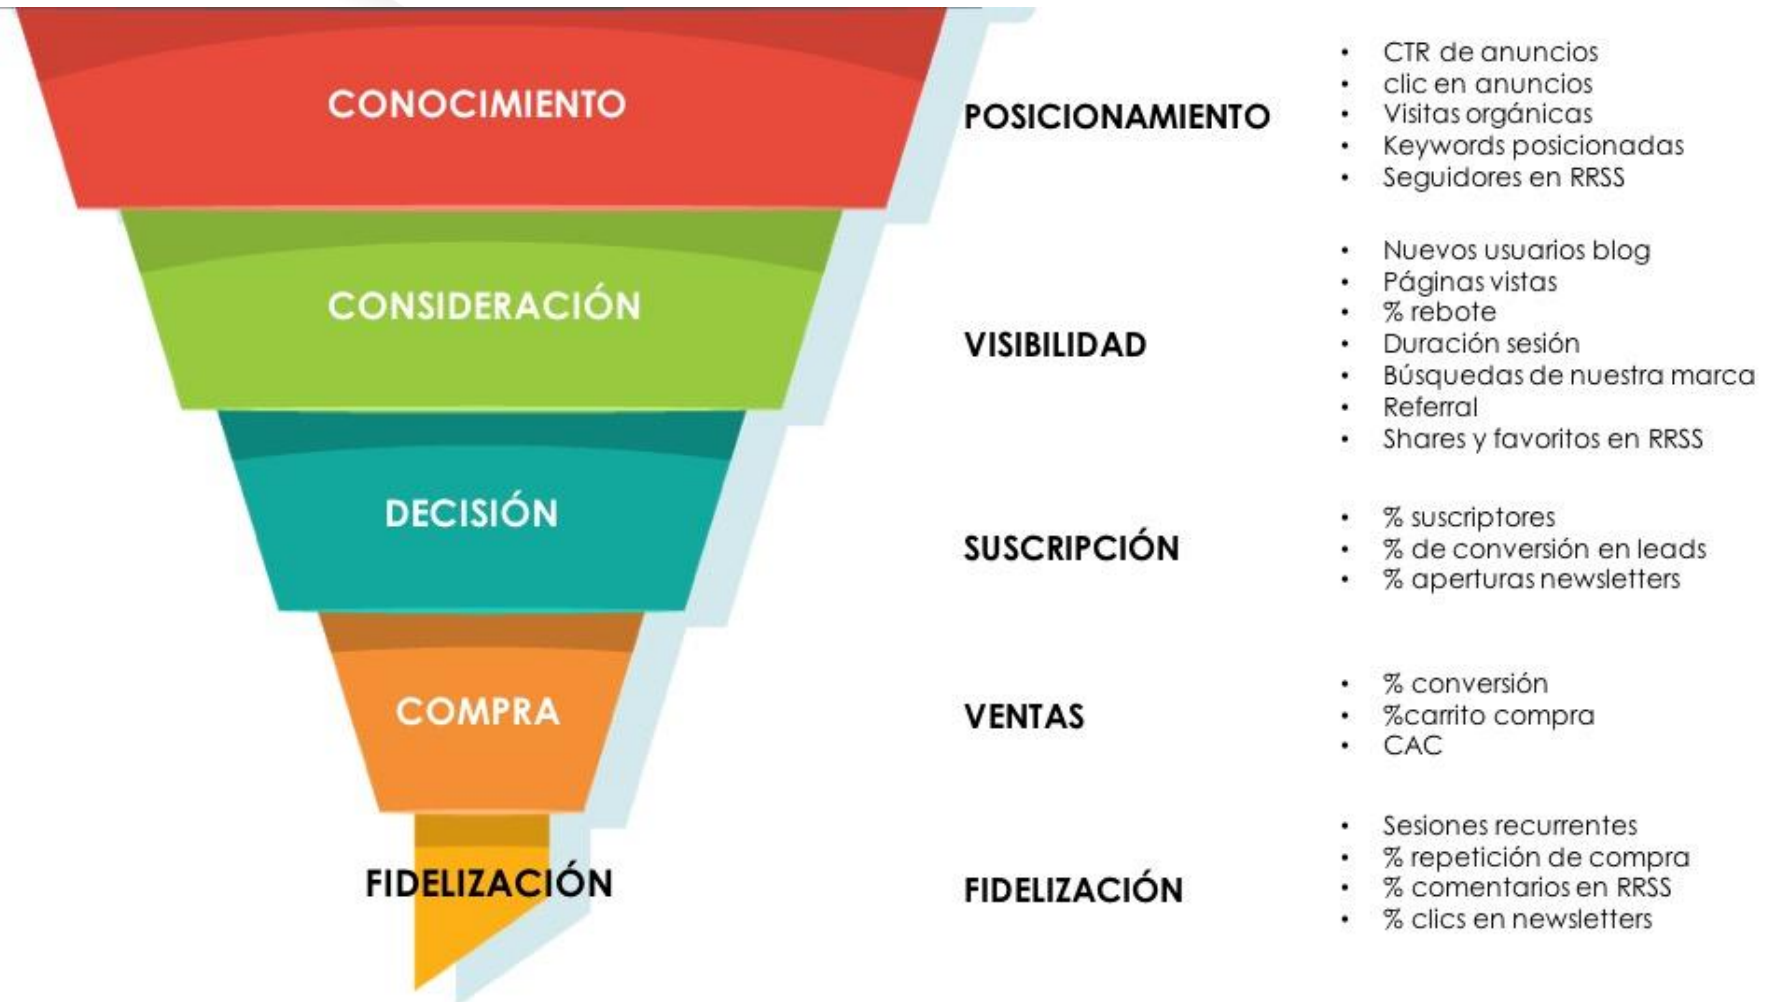 CONOCIMIENTO
POSICIONAMIENTO
• CTR de anuncios
• clic en anuncios
• Visitas orgánicas
• Keywords posicionadas
• Seguidores en RRSS
CONSIDERACIÓN
VISIBILIDAD
• Nuevos usuarios blog
• Páginas vistas
• % rebote
• Duración sesión
• Búsquedas de nuestra marca
• Referral
• Shares y favoritos en RRSS
DECISIÓN
SUSCRIPCIÓN
• % suscriptores
• % de conversión en leads
• % aperturas newsletters
COMPRA
VENTAS
• % conversión
• %carrito compra
• CAC
FIDELIZACIÓN
FIDELIZACIÓN
• Sesiones recurrentes
• % repetición de compra
• % comentarios en RRSS
• % clics en newsletters